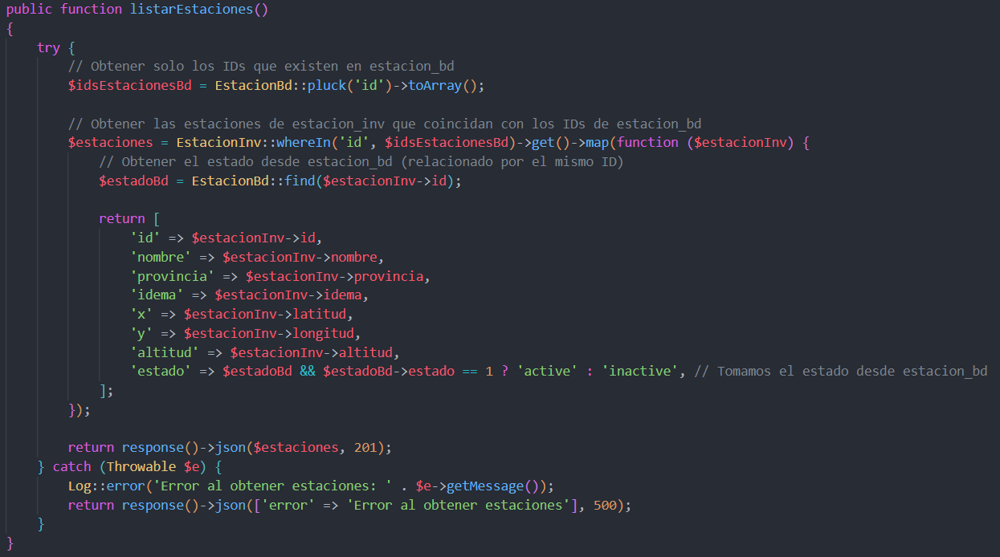 public function listarEstaciones()
{
    try {
        // Obtener solo los IDs que existen en estacion_bd
        $idsEstacionesBd = EstacionBd::pluck('id')->toArray();

        // Obtener las estaciones de estacion_inv que coincidan con los IDs de estacion_bd
        $estaciones = EstacionInv::whereIn('id', $idsEstacionesBd)->get()->map(function ($estacionInv) {
            // Obtener el estado desde estacion_bd (relacionado por el mismo ID)
            $estadoBd = EstacionBd::find($estacionInv->id);

            return [
                'id' => $estacionInv->id,
                'nombre' => $estacionInv->nombre,
                'provincia' => $estacionInv->provincia,
                'idema' => $estacionInv->idema,
                'x' => $estacionInv->latitud,
                'y' => $estacionInv->longitud,
                'altitud' => $estacionInv->altitud,
                'estado' => $estadoBd && $estadoBd->estado == 1 ? 'active' : 'inactive', // Tomamos el estado desde estacion_bd
            ];
        });

        return response()->json($estaciones, 201);
    } catch (Throwable $e) {
        Log::error('Error al obtener estaciones: ' . $e->getMessage());
        return response()->json(['error' => 'Error al obtener estaciones'], 500);
    }
}